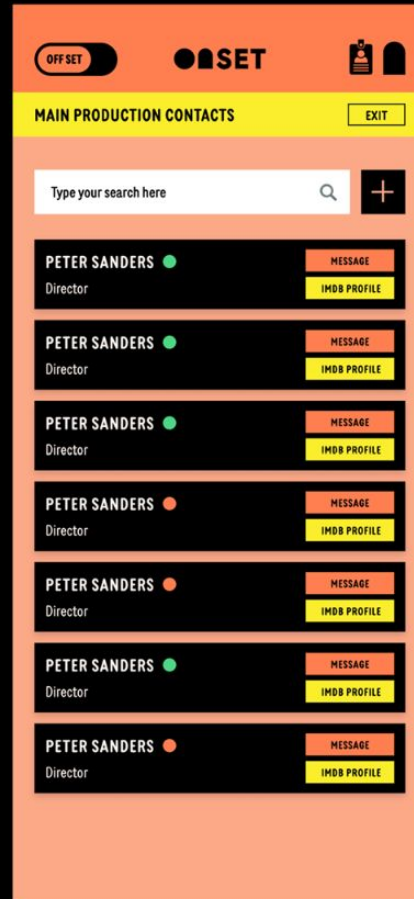 OFF SET
ONSET
MAIN PRODUCTION CONTACTS
EXIT
Type your search here
PETER SANDERS
MESSAGE
Director
IMDB PROFILE
PETER SANDERS
MESSAGE
Director
IMDB PROFILE
PETER SANDERS
MESSAGE
Director
IMDB PROFILE
PETER SANDERS
MESSAGE
Director
IMDB PROFILE
PETER SANDERS
MESSAGE
Director
IMDB PROFILE
PETER SANDERS
MESSAGE
Director
IMDB PROFILE
PETER SANDERS
MESSAGE
Director
IMDB PROFILE